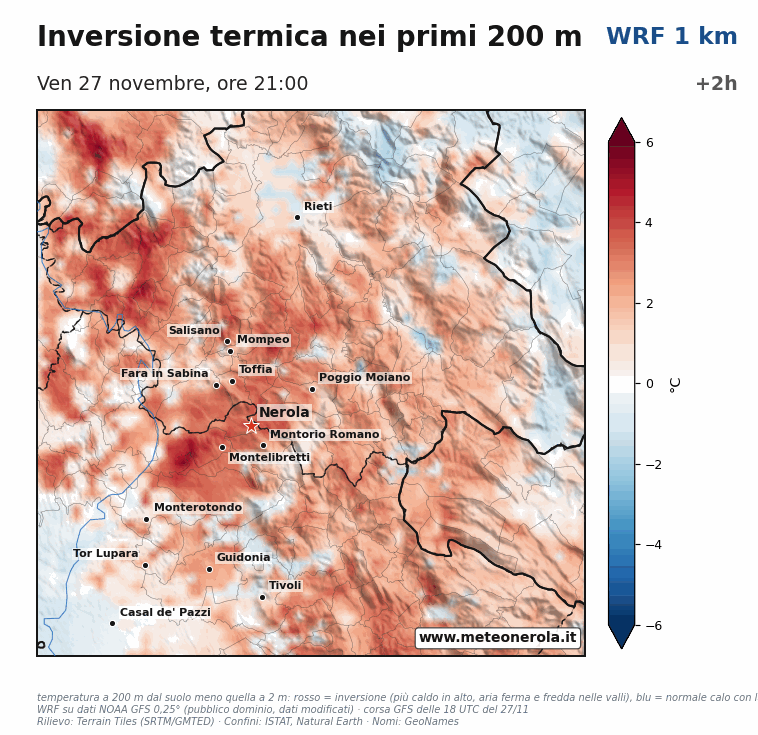 Inversione termica nei primi 200 m WRF 1 km
Ven 27 novembre, ore 21:00 +2h
Rieti
Salisano
Mompeo
Toffia
Fara in Sabina
Poggio Moiano
Nerola
Montorio Romano
Montelibretti
Monterotondo
Tor Lupara
Guidonia
Tivoli
Casal de' Pazzi
www.meteonerola.it
6
4
2
0
−2
−4
−6
°C
temperatura a 200 m dal suolo meno quella a 2 m: rosso = inversione (più caldo in alto, aria ferma e fredda nelle valli), blu = normale calo con
WRF su dati NOAA GFS 0,25° (pubblico dominio, dati modificati) · corsa GFS delle 18 UTC del 27/11
Rilievo: Terrain Tiles (SRTM/GMTED) · Confini: ISTAT, Natural Earth · Nomi: GeoNames